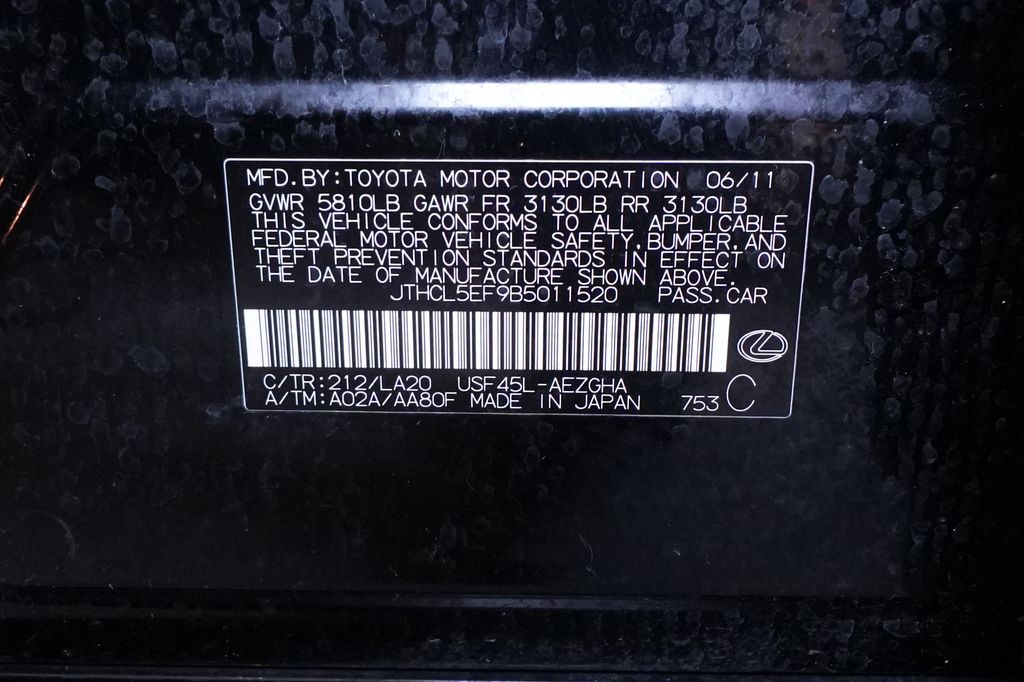 MFD.BY:TOYOTA MOTOR CORPORATION 06/11
GVWR 5810LB GAWR FR 3130LB RR 3130LB
THIS VEHICLE CONFORMS TO ALL APPLICABLE
FEDERAL MOTOR VEHICLE SAFETY,BUMPER,AND
THEFT PREVENTION STANDARDS IN EFFECT ON
THE DATE OF MANUFACTURE SHOWN ABOVE.
JTHCL5EF9B5011520 PASS.CAR
C/TR:212/LA20 USF45L-AEZGHA
A/TM:A02A/AA80F MADE IN JAPAN 753 C